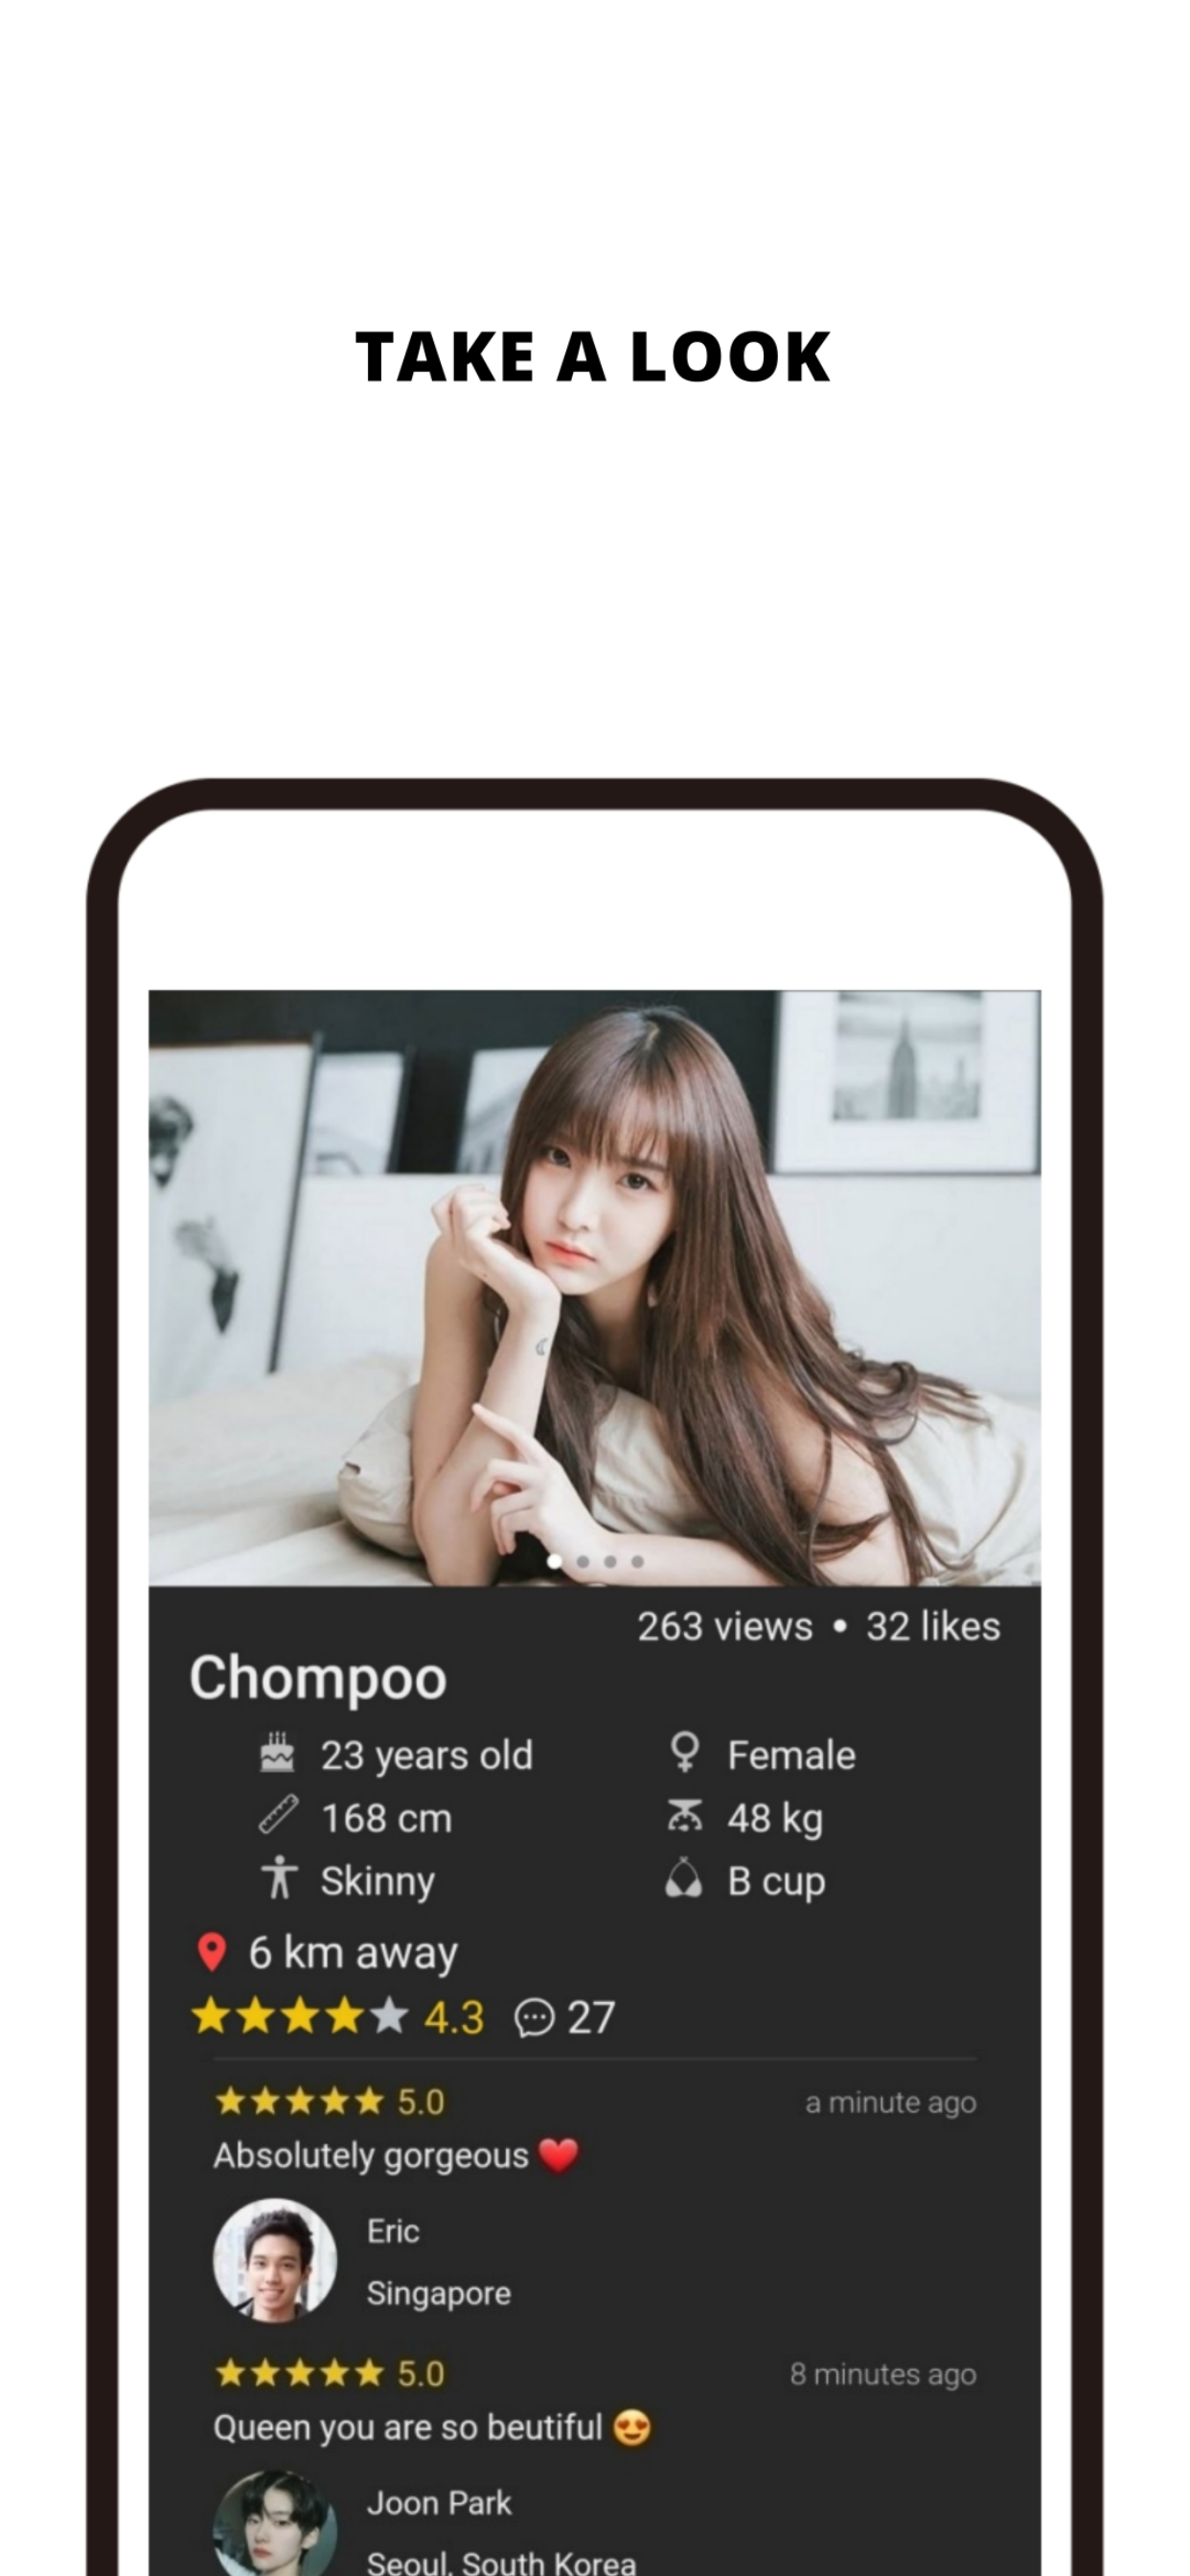 TAKE A LOOK
263 views • 32 likes
Chompoo
23 years old
Female
168 cm
48 kg
Skinny
B cup
6 km away
4.3
27
5.0
a minute ago
Absolutely gorgeous ❤️
Eric
Singapore
5.0
8 minutes ago
Queen you are so beutiful 😍
Joon Park
Seoul, South Korea